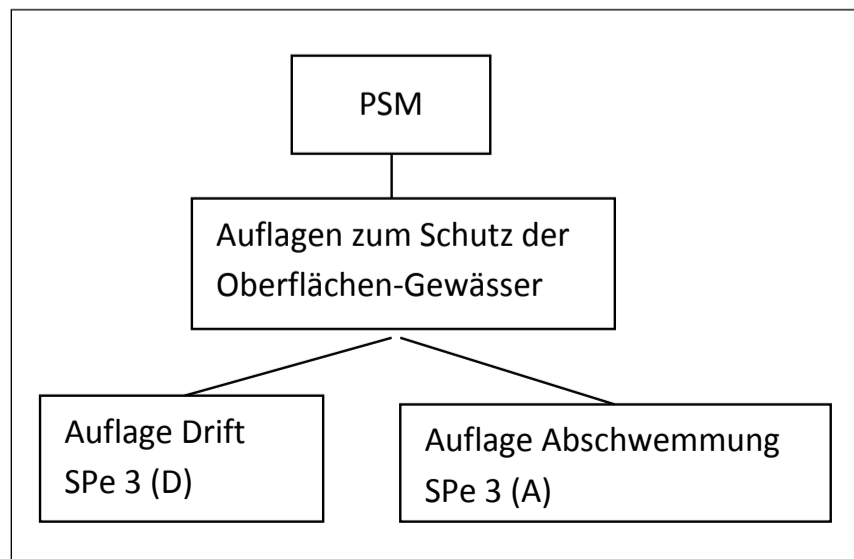 PSM
Auflagen zum Schutz der
Oberflächen-Gewässer
Auflage Drift
SPe 3 (D)
Auflage Abschwemmung
SPe 3 (A)